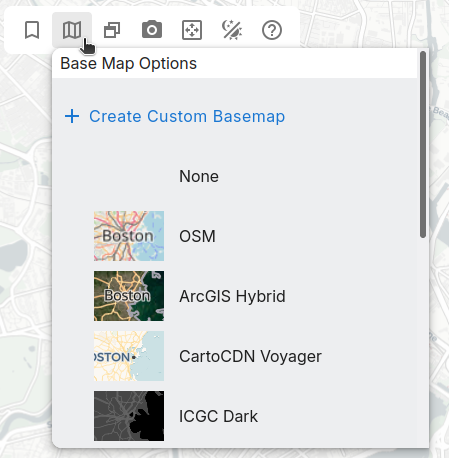 Base Map Options
Create Custom Basemap
None
Boston
OSM
Boston
ArcGIS Hybrid
OSTON
CartoCDN Voyager
ICGC Dark